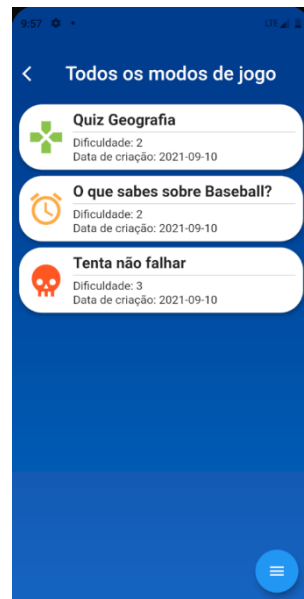 9:57
LTE
Todos os modos de jogo
Quiz Geografia
Dificuldade: 2
Data de criação: 2021-09-10
O que sabes sobre Baseball?
Dificuldade: 2
Data de criação: 2021-09-10
Tenta não falhar
Dificuldade: 3
Data de criação: 2021-09-10